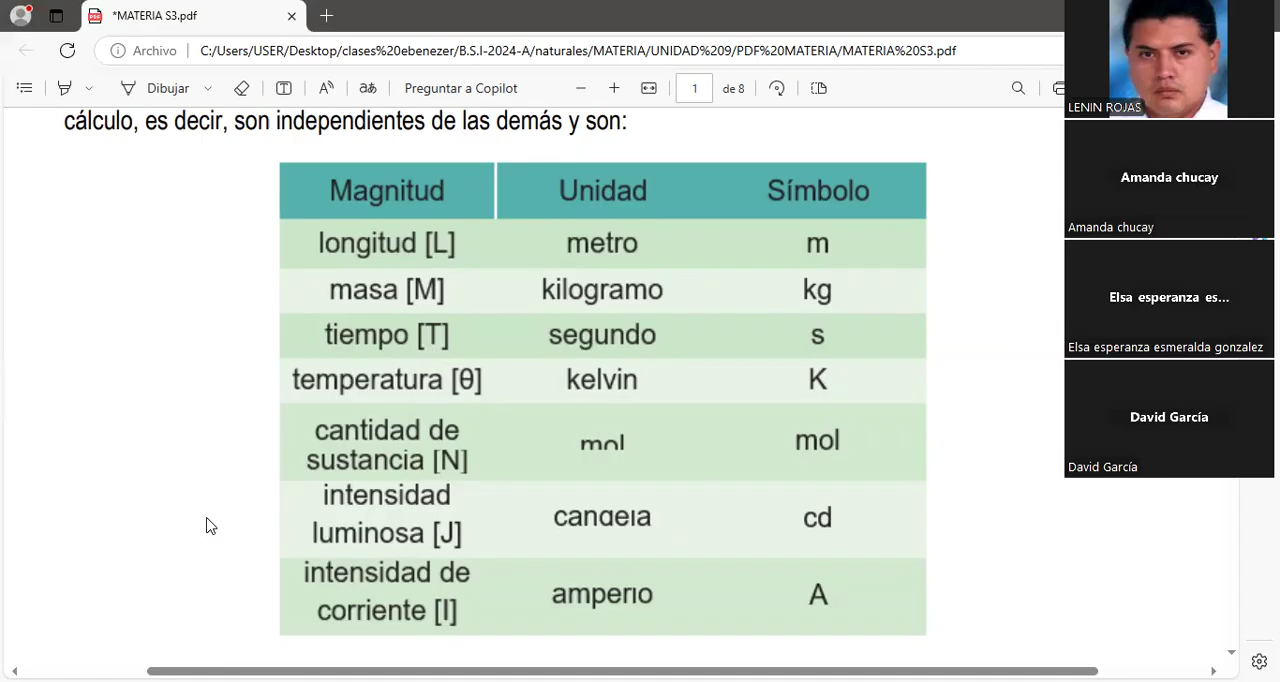 *MATERIA S3.pdf
Archivo
C:/Users/USER/Desktop/clases%20ebenezer/B.S.I-2024-A/naturales/MATERIA/UNIDAD%209/PDF%20MATERIA/MATERIA%20S3.pdf
Dibujar
Preguntar a Copilot
1
de 8
cálculo, es decir, son independientes de las demás y son:
Magnitud Unidad Símbolo
longitud [L] metro m
masa [M] kilogramo kg
tiempo [T] segundo s
temperatura [θ] kelvin K
cantidad de
sustancia [N] mol mol
intensidad
luminosa [J] candela cd
intensidad de
corriente [I] amperio A
LENIN ROJAS
Amanda chucay
Amanda chucay
Elsa esperanza es...
Elsa esperanza esmeralda gonzalez
David García
David García